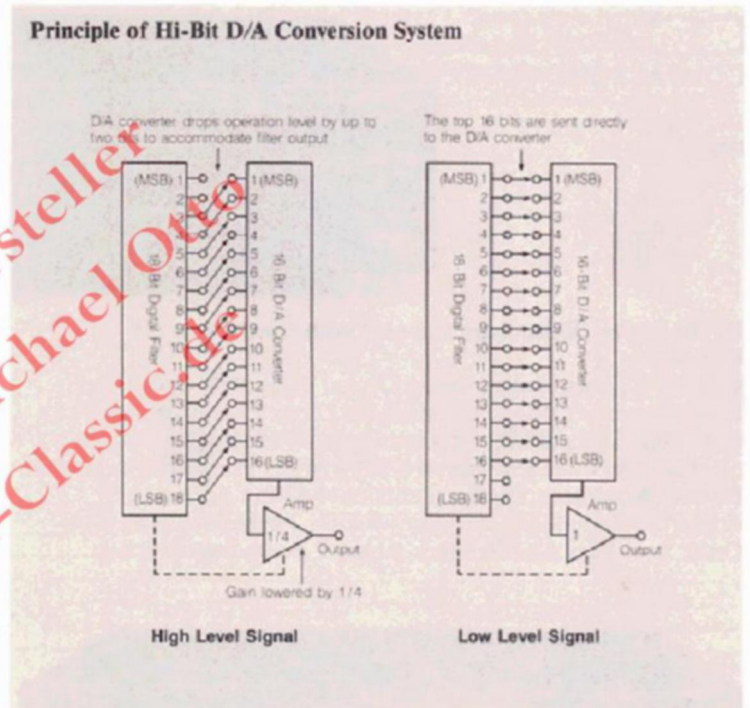 Principle of Hi-Bit D/A Conversion System
D/A converter drops operation level by up to
two bits to accommodate filter output
The top 16 bits are sent directly
to the D/A converter
(MSB) 1
2
3
4
5
6
7
8
9
10
11
12
13
14
15
16
17
(LSB) 18
18 Bit Digital Filter
1 (MSB)
2
3
4
5
6
7
8
9
10
11
12
13
14
15
16 (LSB)
16 Bit D/A Converter
Amp
1/4
Output
Gain lowered by 1/4
High Level Signal
(MSB) 1
2
3
4
5
6
7
8
9
10
11
12
13
14
15
16
17
(LSB) 18
18 Bit Digital Filter
1 (MSB)
2
3
4
5
6
7
8
9
10
11
12
13
14
15
16 (LSB)
16-Bit D/A Converter
Amp
1
Output
Low Level Signal
steller
chael Otto
-Classic.de